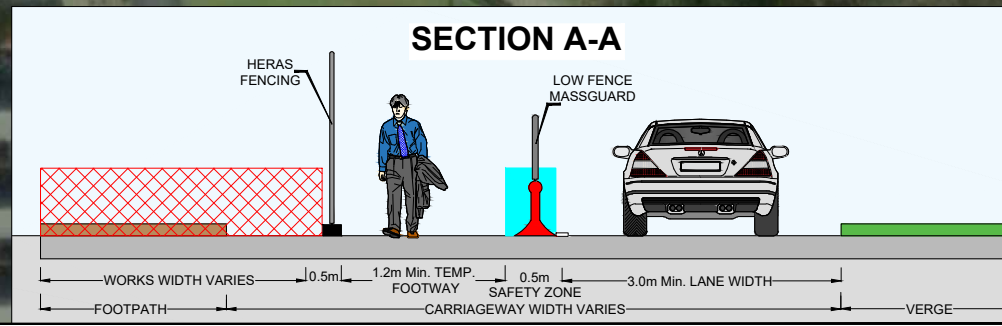 SECTION A-A
HERAS
FENCING
LOW FENCE
MASSGUARD
WORKS WIDTH VARIES
0.5m
1.2m Min. TEMP.
FOOTWAY
0.5m
SAFETY ZONE
3.0m Min. LANE WIDTH
FOOTPATH
CARRIAGEWAY WIDTH VARIES
VERGE